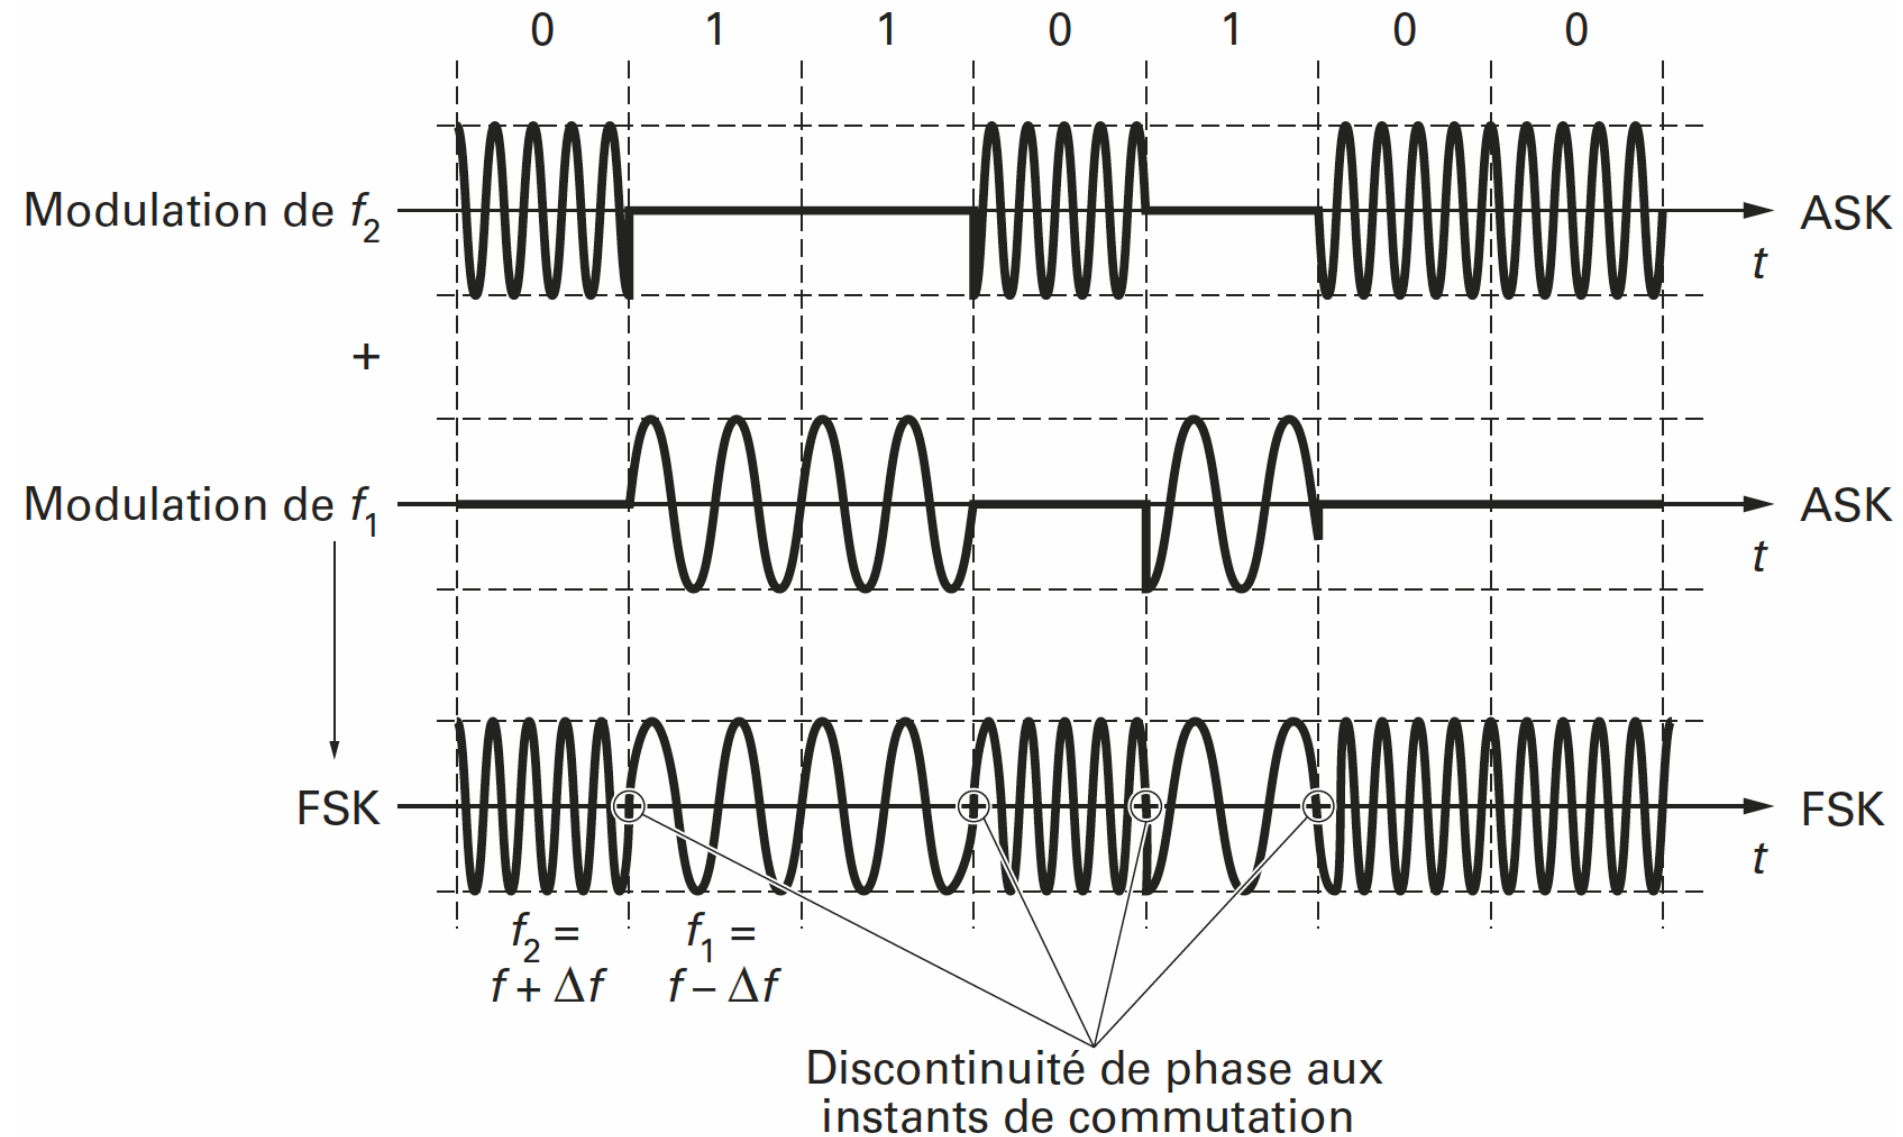 0 1 1 0 1 0 0
Modulation de f2
ASK
t
+
Modulation de f1
ASK
t
FSK
FSK
t
f2 =
f + Δf
f1 =
f – Δf
Discontinuité de phase aux
instants de commutation